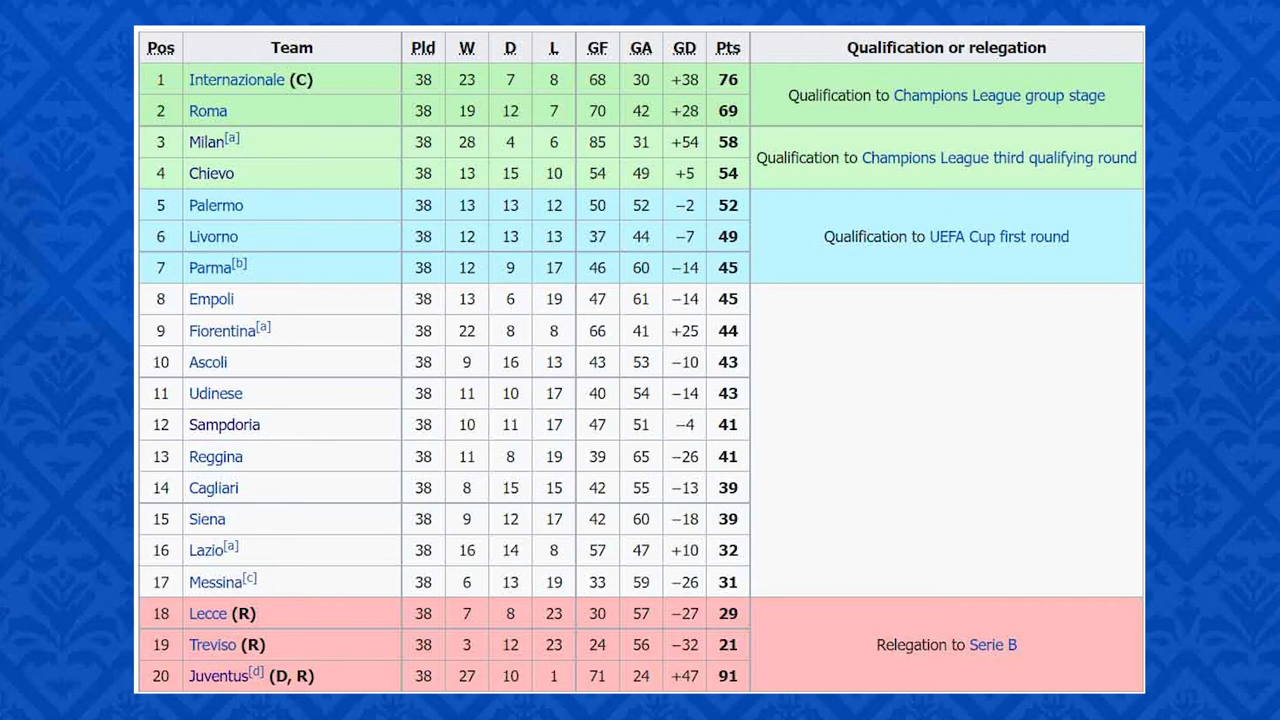 Pos Team Pld W D L GF GA GD Pts Qualification or relegation
1 Internazionale (C) 38 23 7 8 68 30 +38 76
Qualification to Champions League group stage
2 Roma 38 19 12 7 70 42 +28 69
3 Milan[a] 38 28 4 6 85 31 +54 58
Qualification to Champions League third qualifying round
4 Chievo 38 13 15 10 54 49 +5 54
5 Palermo 38 13 13 12 50 52 −2 52
6 Livorno 38 12 13 13 37 44 −7 49 Qualification to UEFA Cup first round
7 Parma[b] 38 12 9 17 46 60 −14 45
8 Empoli 38 13 6 19 47 61 −14 45
9 Fiorentina[a] 38 22 8 8 66 41 +25 44
10 Ascoli 38 9 16 13 43 53 −10 43
11 Udinese 38 11 10 17 40 54 −14 43
12 Sampdoria 38 10 11 17 47 51 −4 41
13 Reggina 38 11 8 19 39 65 −26 41
14 Cagliari 38 8 15 15 42 55 −13 39
15 Siena 38 9 12 17 42 60 −18 39
16 Lazio[a] 38 16 14 8 57 47 +10 32
17 Messina[c] 38 6 13 19 33 59 −26 31
18 Lecce (R) 38 7 8 23 30 57 −27 29
19 Treviso (R) 38 3 12 23 24 56 −32 21 Relegation to Serie B
20 Juventus[d] (D, R) 38 27 10 1 71 24 +47 91